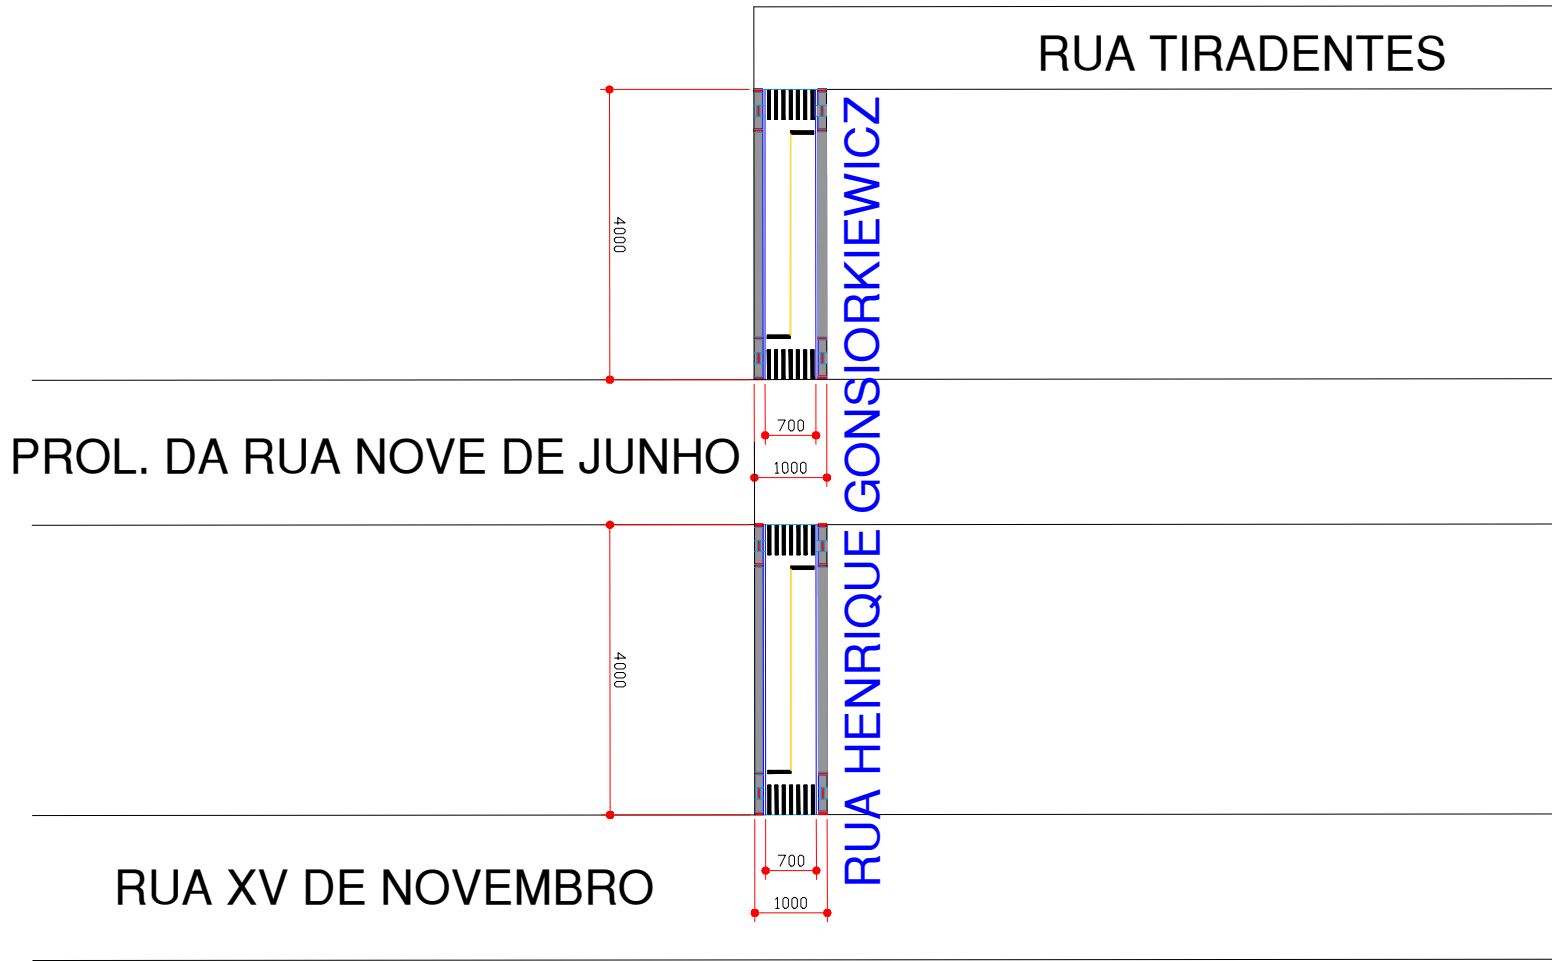 RUA TIRADENTES
RUA HENRIQUE GONSIORKIEWICZ
4000
700
PROL. DA RUA NOVE DE JUNHO
1000
4000
700
RUA XV DE NOVEMBRO
1000